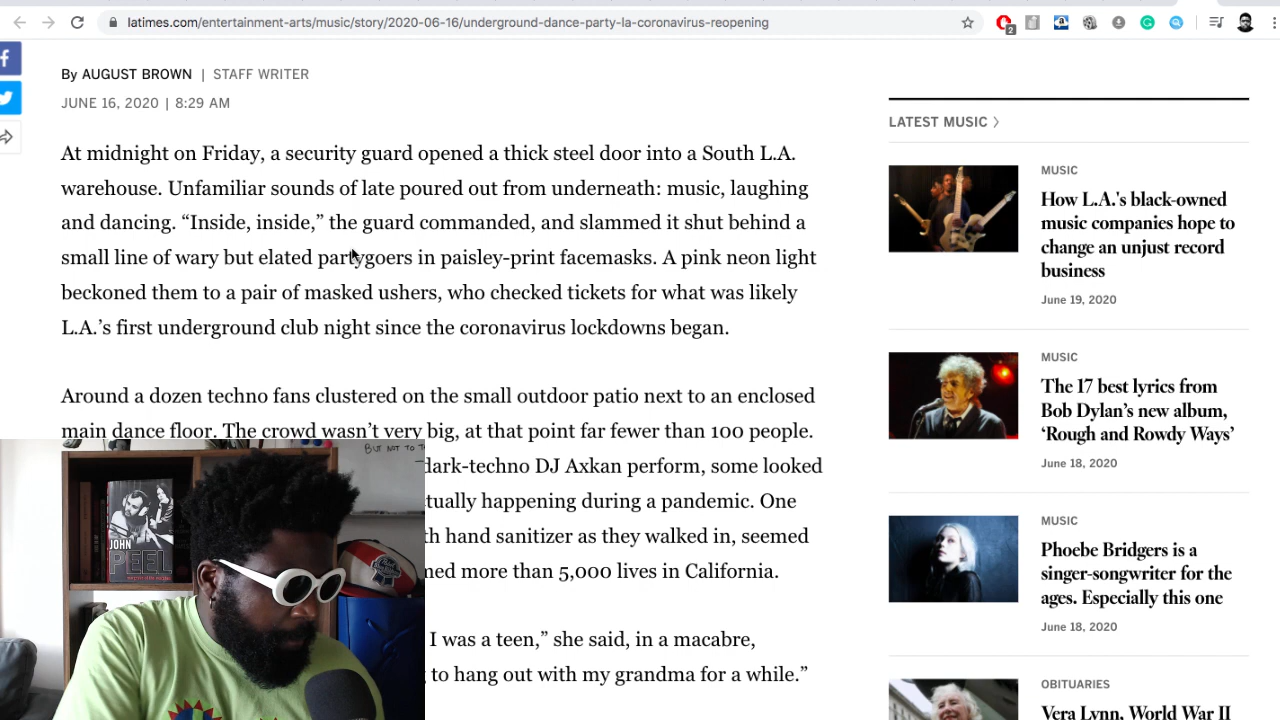 latimes.com/entertainment-arts/music/story/2020-06-16/underground-dance-party-la-coronavirus-reopening
2
By AUGUST BROWN | STAFF WRITER
JUNE 16, 2020 | 8:29 AM
At midnight on Friday, a security guard opened a thick steel door into a South L.A.
warehouse. Unfamiliar sounds of late poured out from underneath: music, laughing
and dancing. “Inside, inside,” the guard commanded, and slammed it shut behind a
small line of wary but elated partygoers in paisley-print facemasks. A pink neon light
beckoned them to a pair of masked ushers, who checked tickets for what was likely
L.A.’s first underground club night since the coronavirus lockdowns began.
Around a dozen techno fans clustered on the small outdoor patio next to an enclosed
main dance floor. The crowd wasn’t very big, at that point far fewer than 100 people.
dark-techno DJ Axkan perform, some looked
tually happening during a pandemic. One
th hand sanitizer as they walked in, seemed
med more than 5,000 lives in California.
I was a teen,” she said, in a macabre,
to hang out with my grandma for a while.”
BUT NOT TO
JOHN
PEEL
LATEST MUSIC
MUSIC
How L.A.'s black-owned
music companies hope to
change an unjust record
business
June 19, 2020
MUSIC
The 17 best lyrics from
Bob Dylan’s new album,
‘Rough and Rowdy Ways’
June 18, 2020
MUSIC
Phoebe Bridgers is a
singer-songwriter for the
ages. Especially this one
June 18, 2020
OBITUARIES
Vera Lynn, World War II